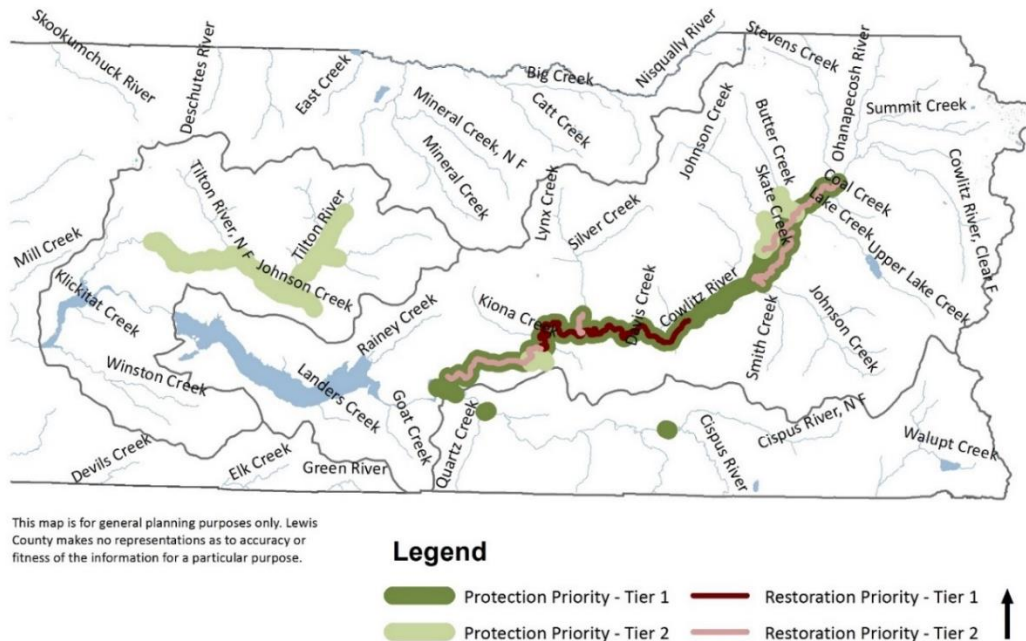 Skookumchuck River
Deschutes River
East Creek
Big Creek
Nisqually River
Stevens Creek
Ohanapecosh River
Mineral Creek, N F
Catt Creek
Johnson Creek
Butter Creek
Summit Creek
Mineral Creek
Tilton River, N F
Tilton River
Lynx Creek
Silver Creek
Skate Creek
Coal Creek
Lake Creek
Cowlitz River, Clear F
Mill Creek
Johnson Creek
Upper Lake Creek
Klickitat Creek
Rainey Creek
Kiona Creek
Davis Creek
Cowlitz River
Smith Creek
Johnson Creek
Winston Creek
Landers Creek
Goat Creek
Quartz Creek
Cispus River
Cispus River, N F
Walupt Creek
Devils Creek
Elk Creek
Green River
This map is for general planning purposes only. Lewis
County makes no representations as to accuracy or
fitness of the information for a particular purpose.
Legend
Protection Priority - Tier 1
Restoration Priority - Tier 1
Protection Priority - Tier 2
Restoration Priority - Tier 2